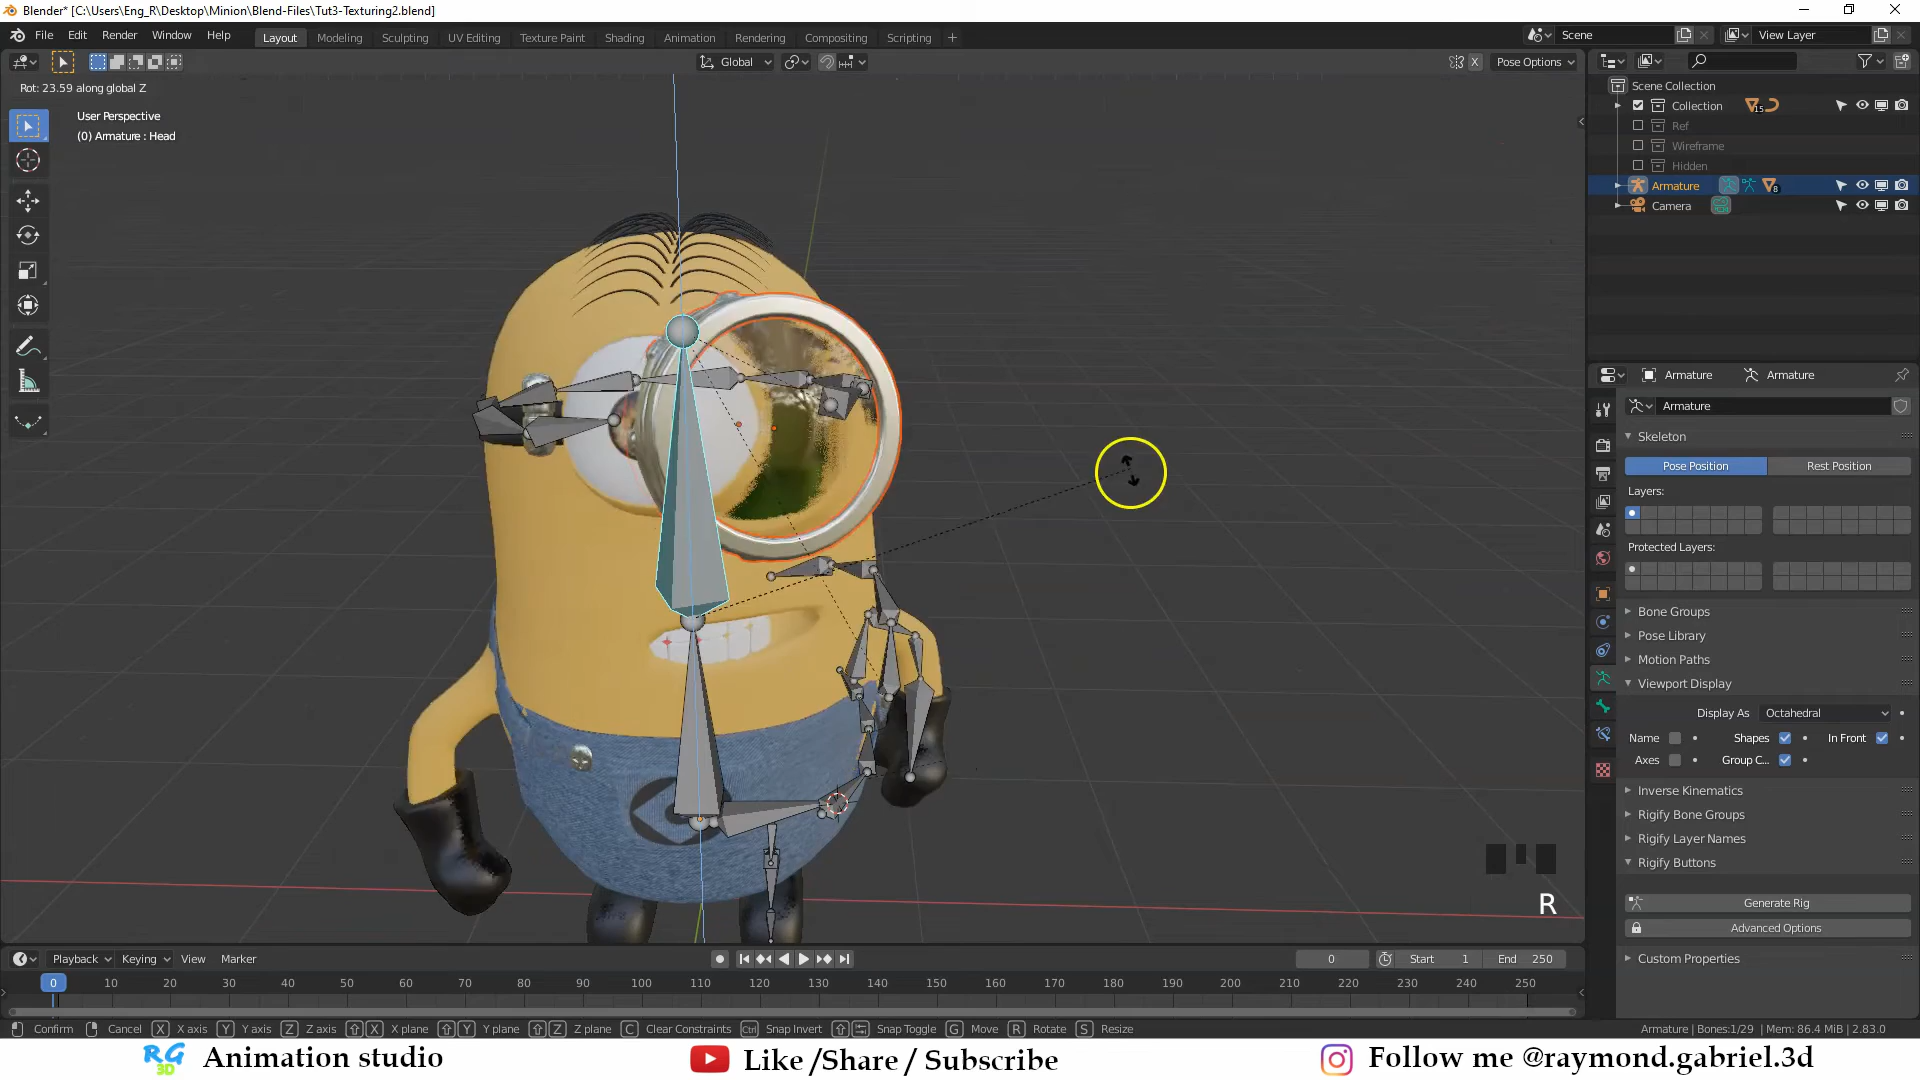 Blender* [C:\Users\Eng_R\Desktop\Minion\Blend-Files\Tut3-Texturing2.blend]
File Edit Render Window Help Layout Modeling Sculpting UV Editing Texture Paint Shading Animation Rendering Compositing Scripting + Scene View Layer
Global X Pose Options
Rot: 23.59 along global Z
User Perspective
(0) Armature : Head
Scene Collection
Collection 15
Ref
Wireframe
Hidden
Armature 8
Camera
Armature Armature
Armature
Skeleton
Pose Position Rest Position
Layers:
Protected Layers:
Bone Groups
Pose Library
Motion Paths
Viewport Display
Display As Octahedral
Name Shapes In Front
Axes Group C...
Inverse Kinematics
Rigify Bone Groups
Rigify Layer Names
Rigify Buttons
Generate Rig
Advanced Options
Custom Properties
R
Playback Keying View Marker 0 Start 1 End 250
0 10 20 30 40 50 60 70 80 90 100 110 120 130 140 150 160 170 180 190 200 210 220 230 240 250
Confirm Cancel X X axis Y Y axis Z Z axis X X plane Y Y plane Z Z plane C Clear Constraints Ctrl Snap Invert Snap Toggle G Move R Rotate S Resize Armature | Bones:1/29 | Mem: 86.4 MiB | 2.83.0
RG 3D Animation studio Like /Share / Subscribe Follow me @raymond.gabriel.3d